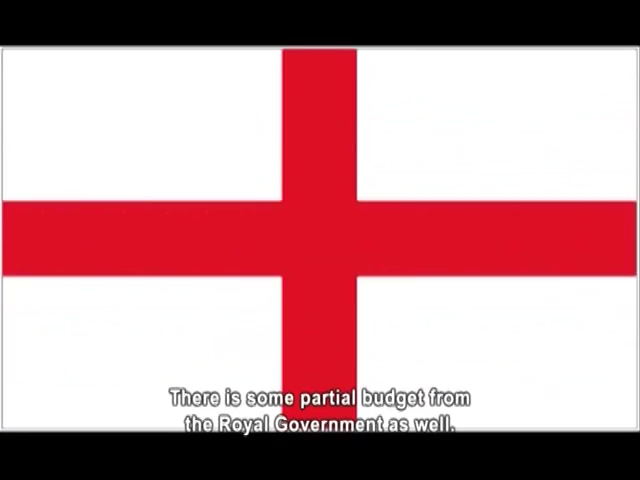 There is some partial budget from
the Royal Government as well.